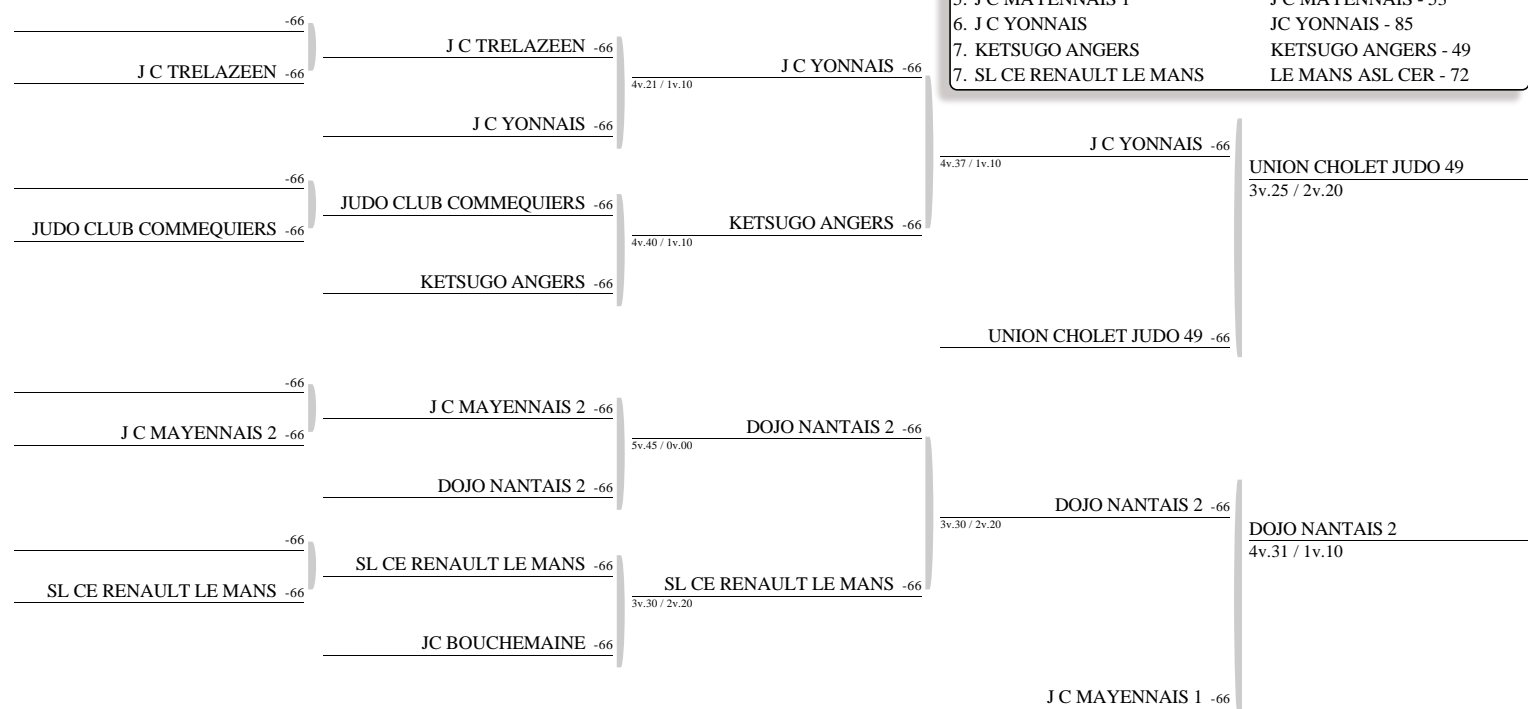 5. J C MAYENNAIS 1 J C MAYENNAIS - 53
6. J C YONNAIS JC YONNAIS - 85
7. KETSUGO ANGERS KETSUGO ANGERS - 49
7. SL CE RENAULT LE MANS LE MANS ASL CER - 72
-66
J C TRELAZEEN -66
-66
JUDO CLUB COMMEQUIERS -66
-66
J C MAYENNAIS 2 -66
-66
SL CE RENAULT LE MANS -66
J C TRELAZEEN -66
J C YONNAIS -66
JUDO CLUB COMMEQUIERS -66
KETSUGO ANGERS -66
J C MAYENNAIS 2 -66
DOJO NANTAIS 2 -66
SL CE RENAULT LE MANS -66
JC BOUCHEMAINE -66
J C YONNAIS -66
4v.21 / 1v.10
KETSUGO ANGERS -66
4v.40 / 1v.10
DOJO NANTAIS 2 -66
5v.45 / 0v.00
SL CE RENAULT LE MANS -66
3v.30 / 2v.20
J C YONNAIS -66
4v.37 / 1v.10
UNION CHOLET JUDO 49 -66
DOJO NANTAIS 2 -66
3v.30 / 2v.20
J C MAYENNAIS 1 -66
UNION CHOLET JUDO 49
3v.25 / 2v.20
DOJO NANTAIS 2
4v.31 / 1v.10